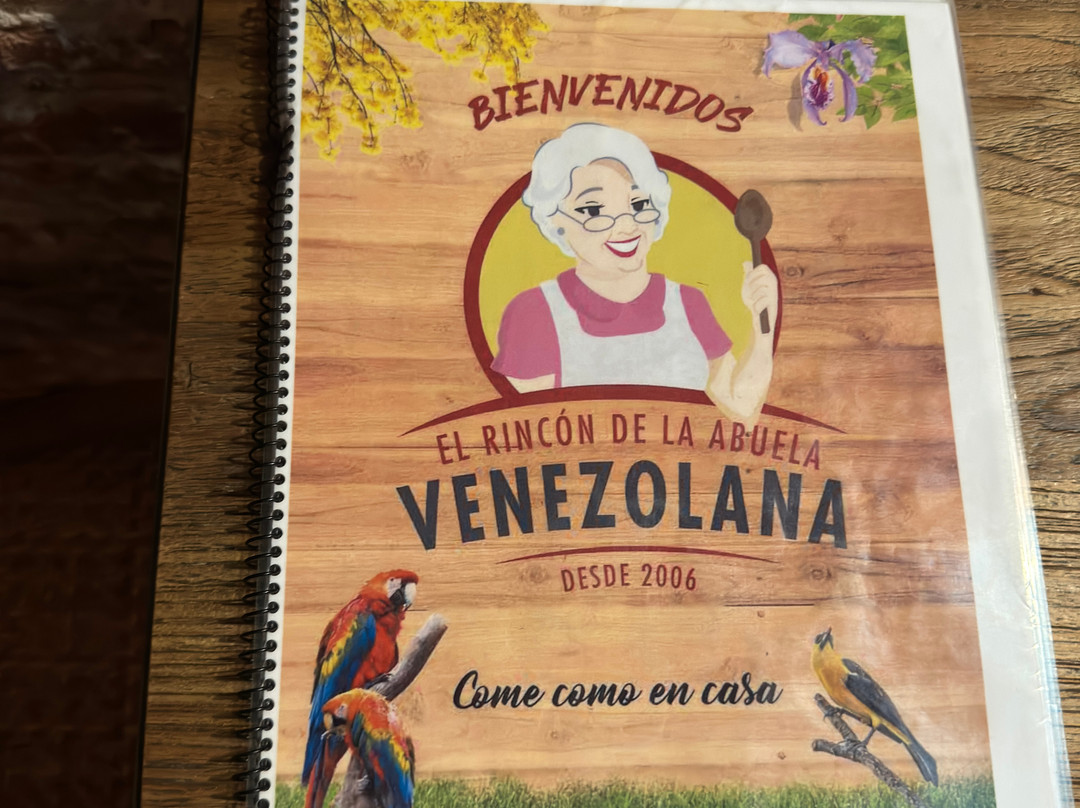 BIENVENIDOS
EL RINCÓN DE LA ABUELA
VENEZOLANA
DESDE 2006
Come como en casa